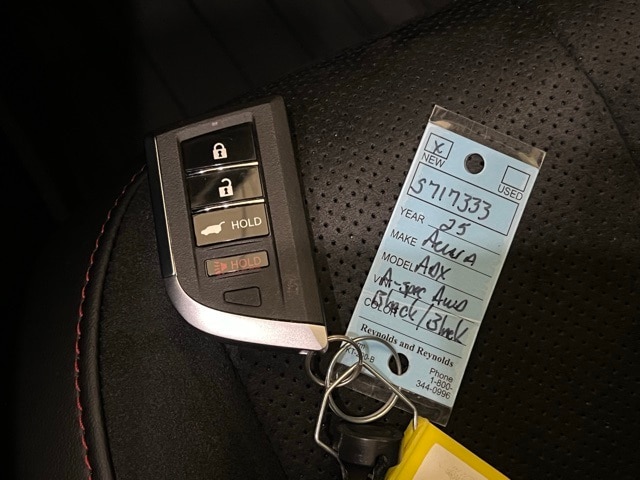 HOLD
HOLD
X
NEW
USED
S717333
YEAR 25
MAKE Acura
MODEL ADX
A-spec AWD
COLOR Black/Black
Reynolds and Reynolds
Phone
1-800-
344-0996